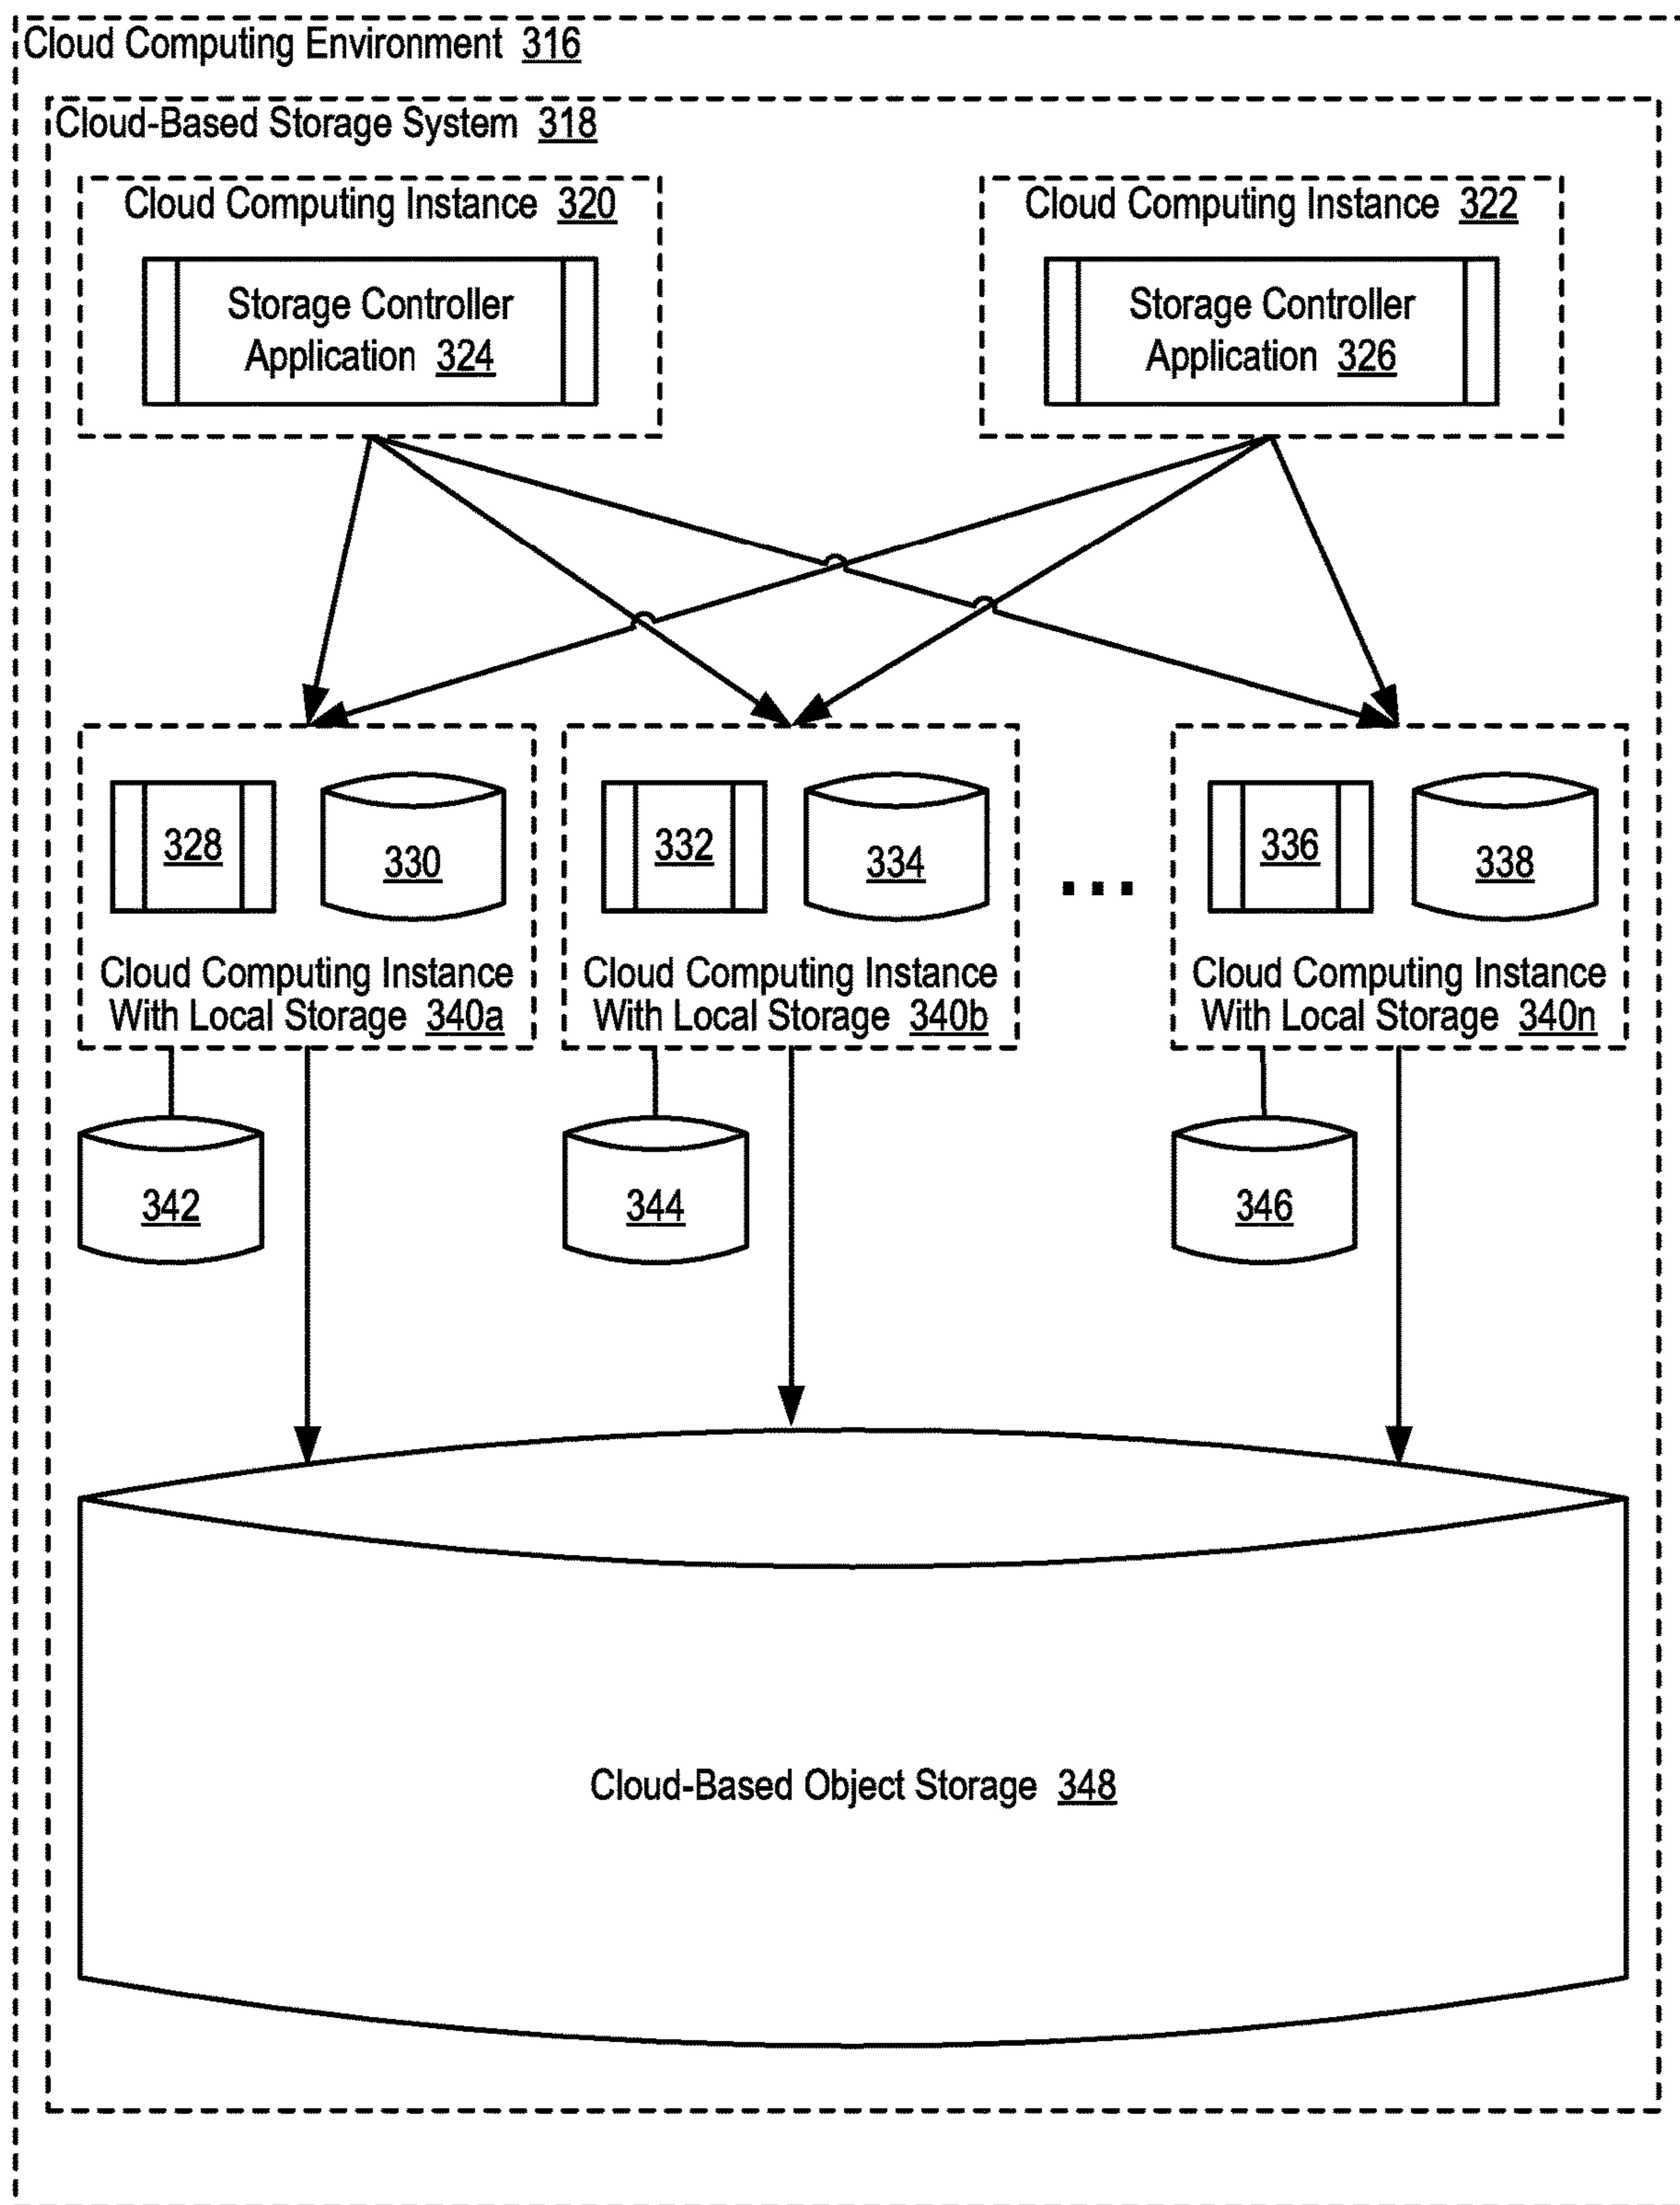 Cloud Computing Environment 316
Cloud-Based Storage System 318
Cloud Computing Instance 320
Storage Controller
Application 324
Cloud Computing Instance 322
Storage Controller
Application 326
328
330
Cloud Computing Instance
With Local Storage 340a
332
334
Cloud Computing Instance
With Local Storage 340b
...
336
338
Cloud Computing Instance
With Local Storage 340n
342
344
346
Cloud-Based Object Storage 348